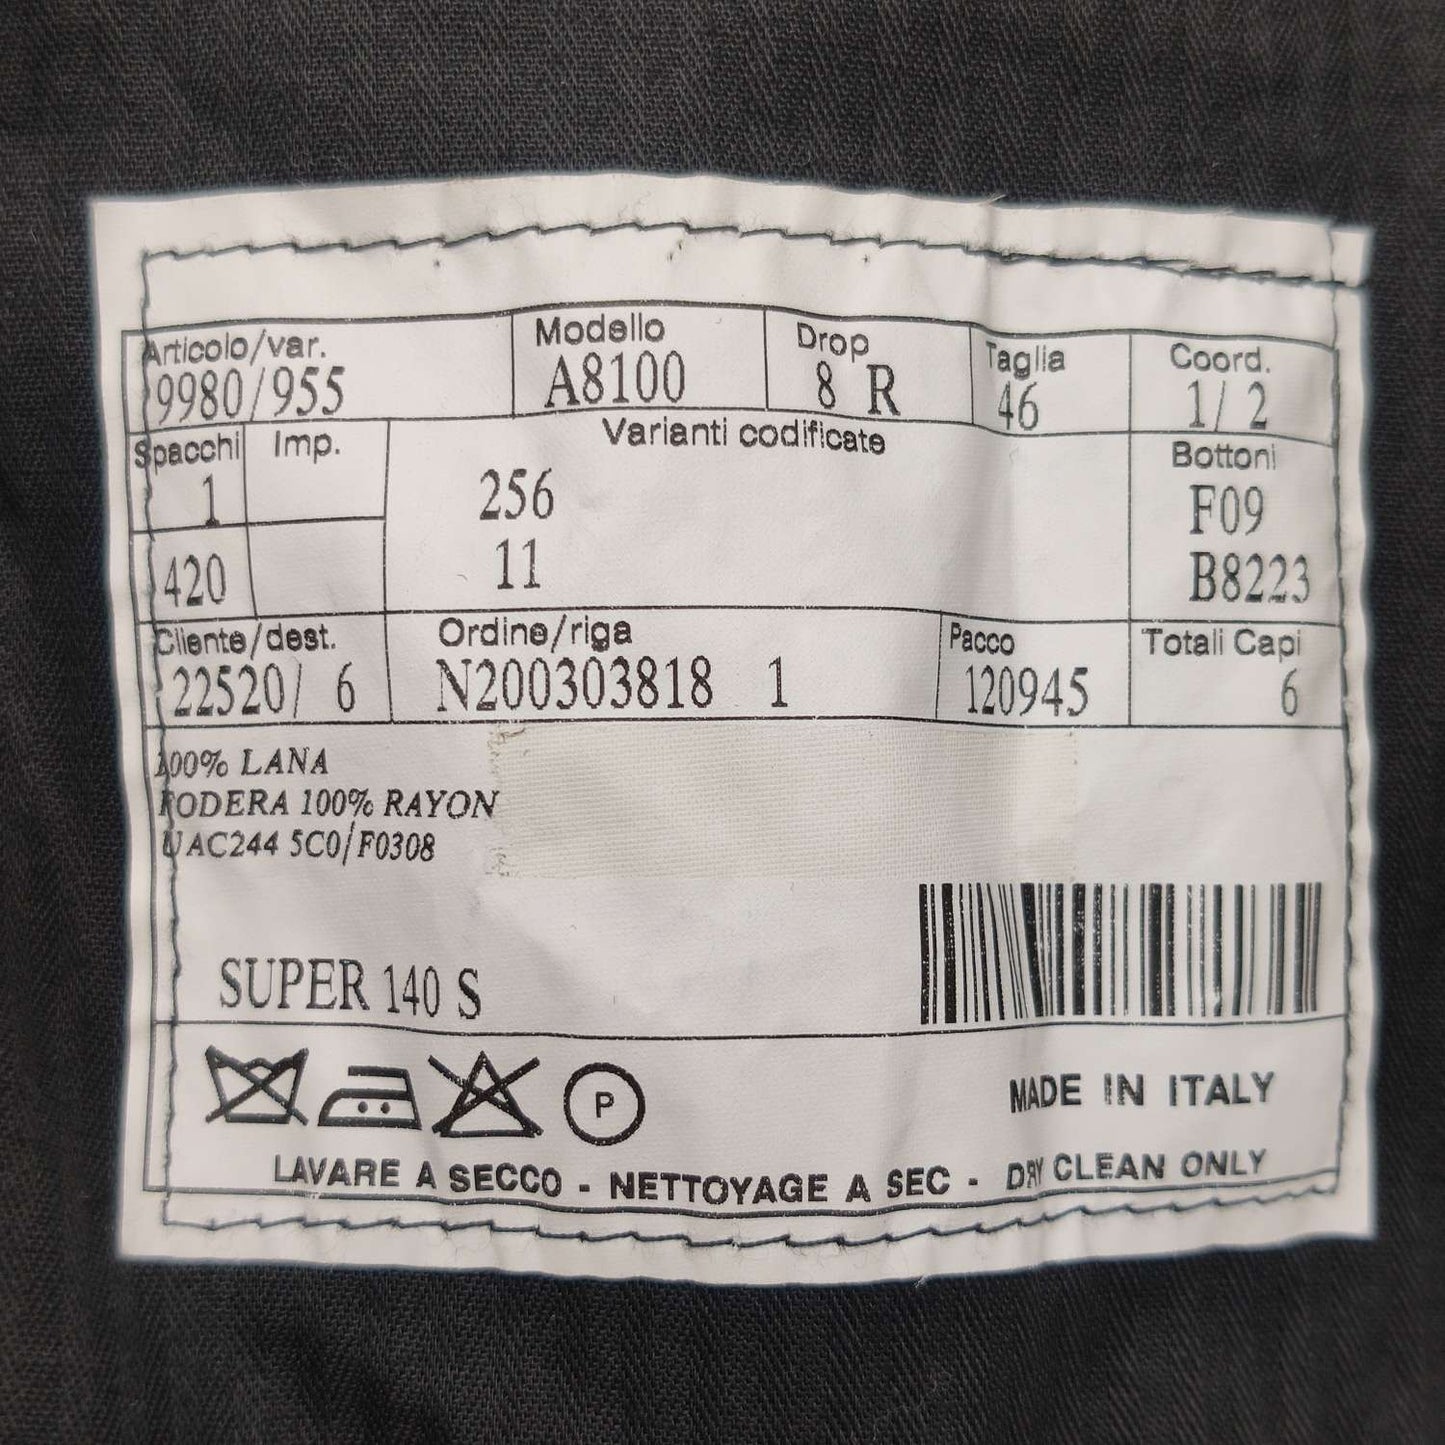 Articolo/var. Modello Drop Taglia Coord.
9980/955 A8100 8 R 46 1/ 2
Spacchi Imp. Varianti codificate Bottoni
1 256 F09
420 11 B8223
Cliente/dest. Ordine/riga Pacco Totali Capi
22520/ 6 N200303818 1 120945 6
100% LANA
FODERA 100% RAYON
UAC244 5C0/F0308
SUPER 140 S
P MADE IN ITALY
LAVARE A SECCO - NETTOYAGE A SEC - DRY CLEAN ONLY